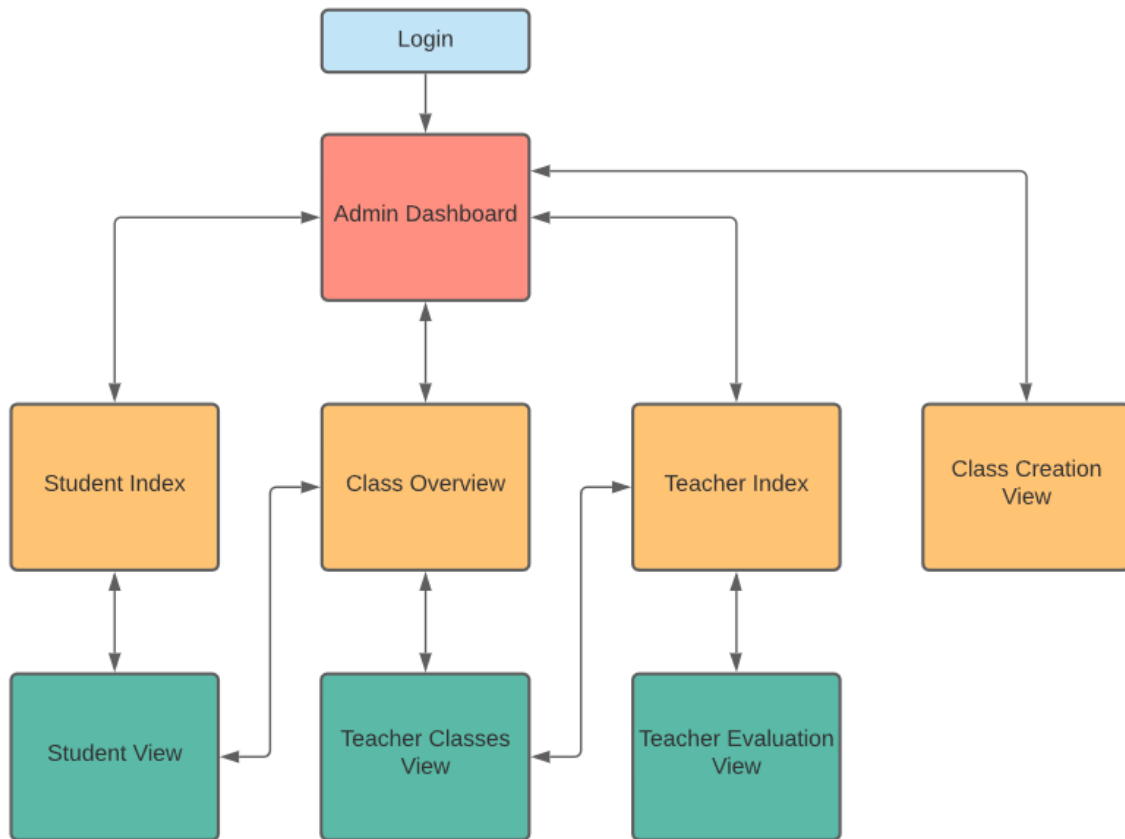 Login
Admin Dashboard
Student Index
Class Overview
Teacher Index
Class Creation
View
Student View
Teacher Classes
View
Teacher Evaluation
View